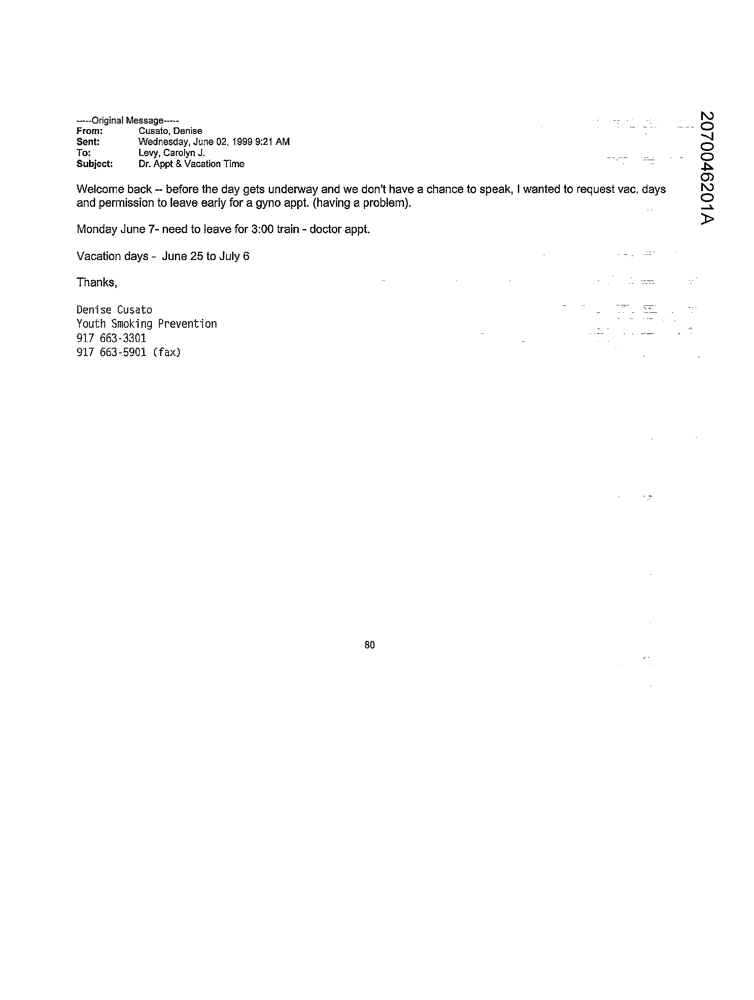 -----Original Message-----
From: Cusato, Denise
Sent: Wednesday, June 02, 1999 9:21 AM
To: Levy, Carolyn J.
Subject: Dr. Appt & Vacation Time
Welcome back -- before the day gets underway and we don't have a chance to speak, I wanted to request vac. days
and permission to leave early for a gyno appt. (having a problem).
Monday June 7- need to leave for 3:00 train - doctor appt.
Vacation days - June 25 to July 6
Thanks,
Denise Cusato
Youth Smoking Prevention
917 663-3301
917 663-5901 (fax)
80
2070046201A